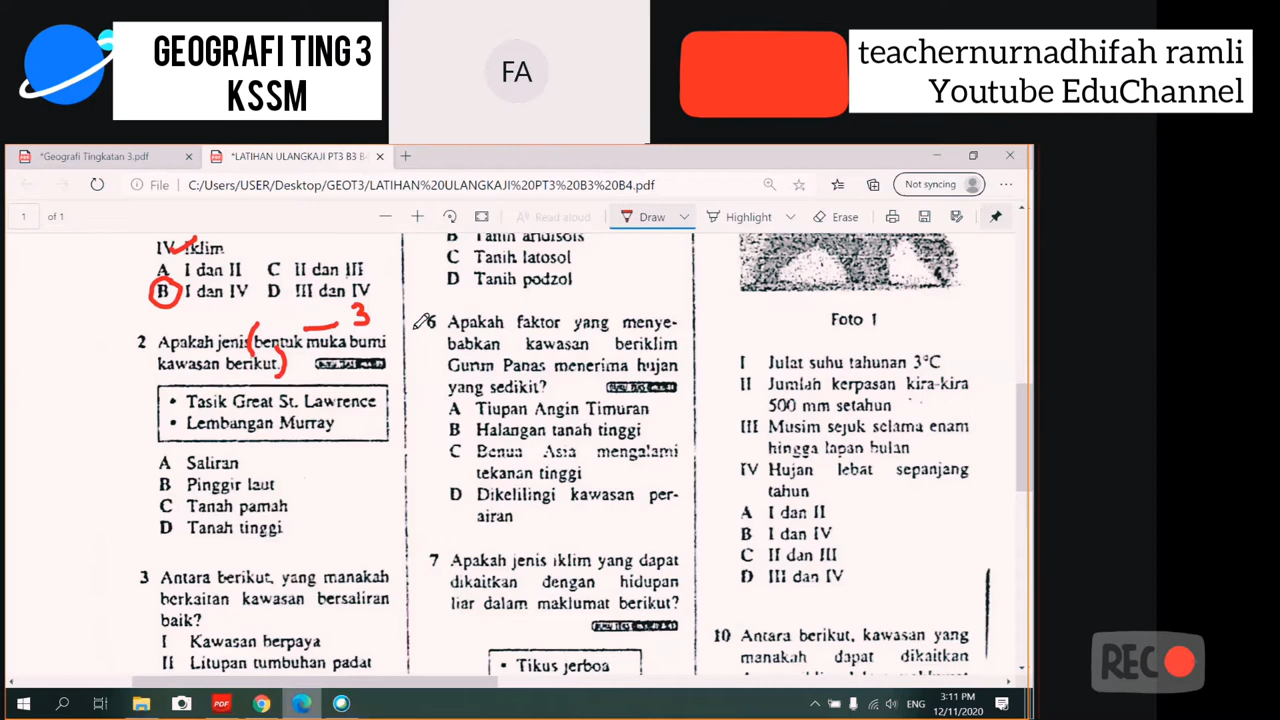 GEOGRAFI TING 3
KSSM
FA
teachernurnadhifah ramli
Youtube EduChannel
*Geografi Tingkatan 3.pdf
*LATIHAN ULANGKAJI PT3 B3 B4
File
C:/Users/USER/Desktop/GEOT3/LATIHAN%20ULANGKAJI%20PT3%20B3%20B4.pdf
Not syncing
1 of 1
Read aloud
Draw
Highlight
Erase
IV Iklim
A I dan II C II dan III
B I dan IV D III dan IV
3
2 Apakah jenis bentuk muka bumi
kawasan berikut.
• Tasik Great St. Lawrence
• Lembangan Murray
A Saliran
B Pinggir laut
C Tanah pamah
D Tanah tinggi
3 Antara berikut, yang manakah
berkaitan kawasan bersaliran
baik?
I Kawasan berpaya
II Litupan tumbuhan padat
B Tanih aridisols
C Tanih latosol
D Tanih podzol
6 Apakah faktor yang menye-
babkan kawasan beriklim
Gurun Panas menerima hujan
yang sedikit?
A Tiupan Angin Timuran
B Halangan tanah tinggi
C Benua Asia mengalami
tekanan tinggi
D Dikelilingi kawasan per-
airan
7 Apakah jenis iklim yang dapat
dikaitkan dengan hidupan
liar dalam maklumat berikut?
• Tikus jerboa
Foto 1
I Julat suhu tahunan 3°C
II Jumlah kerpasan kira-kira
500 mm setahun
III Musim sejuk selama enam
hingga lapan bulan
IV Hujan lebat sepanjang
tahun
A I dan II
B I dan IV
C II dan III
D III dan IV
10 Antara berikut, kawasan yang
manakah dapat dikaitkan
REC
ENG
3:11 PM
12/11/2020